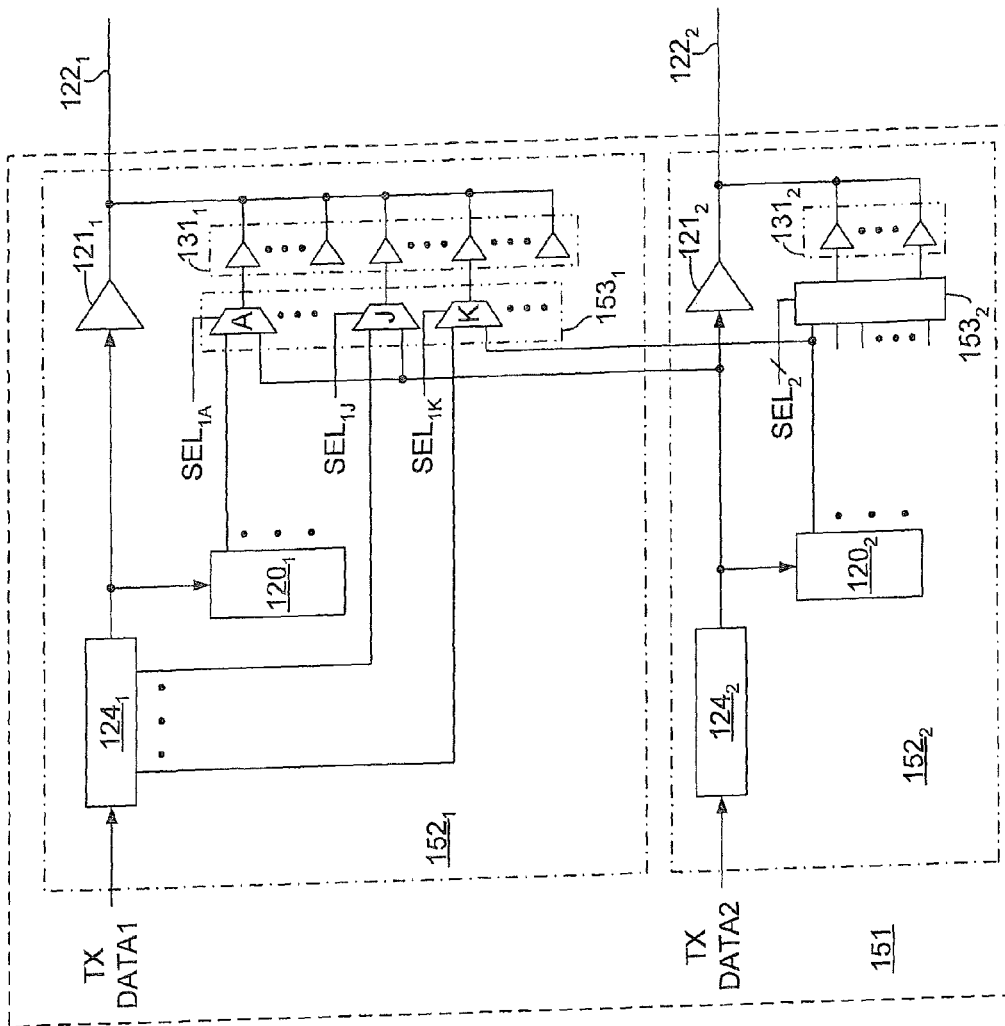 122₁
122₂
121₁
131₁
A
J
K
153₁
SEL₁A
SEL₁J
SEL₁K
120₁
124₁
152₁
TX
DATA1
121₂
131₂
153₂
SEL₂
120₂
124₂
152₂
TX
DATA2
151